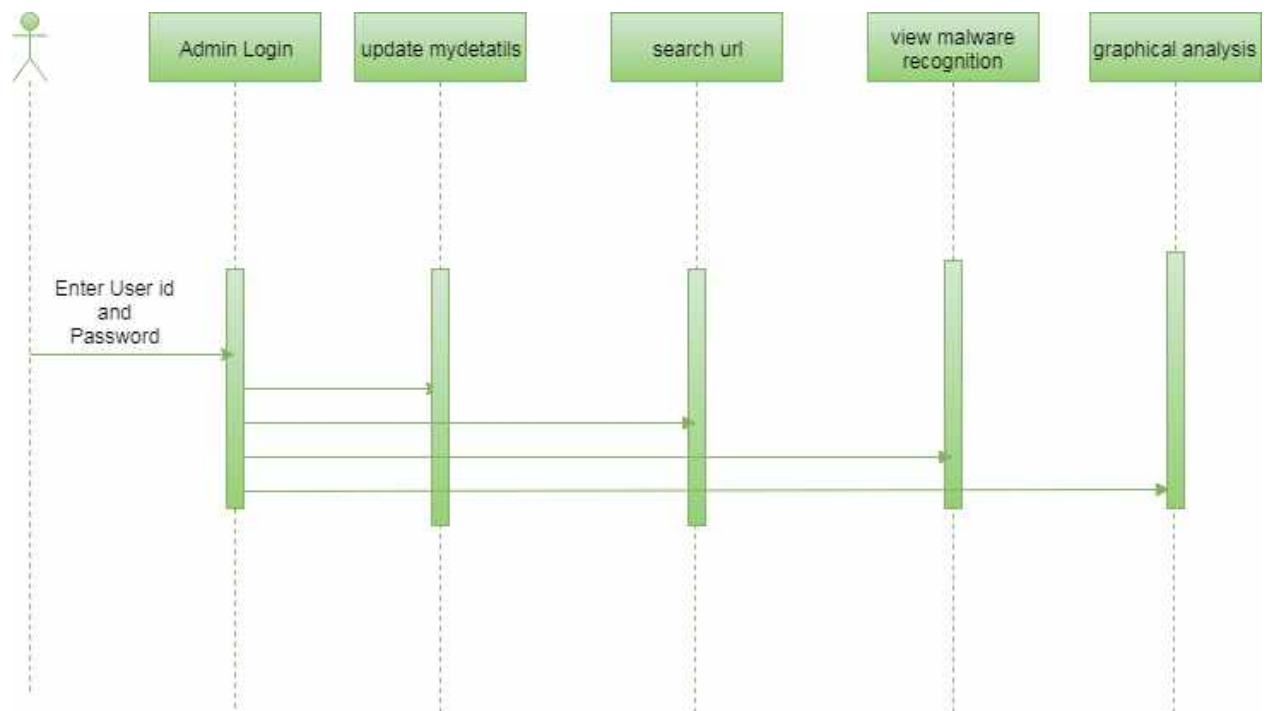 Admin Login
update mydetatils
search url
view malware
recognition
graphical analysis
Enter User id
and
Password